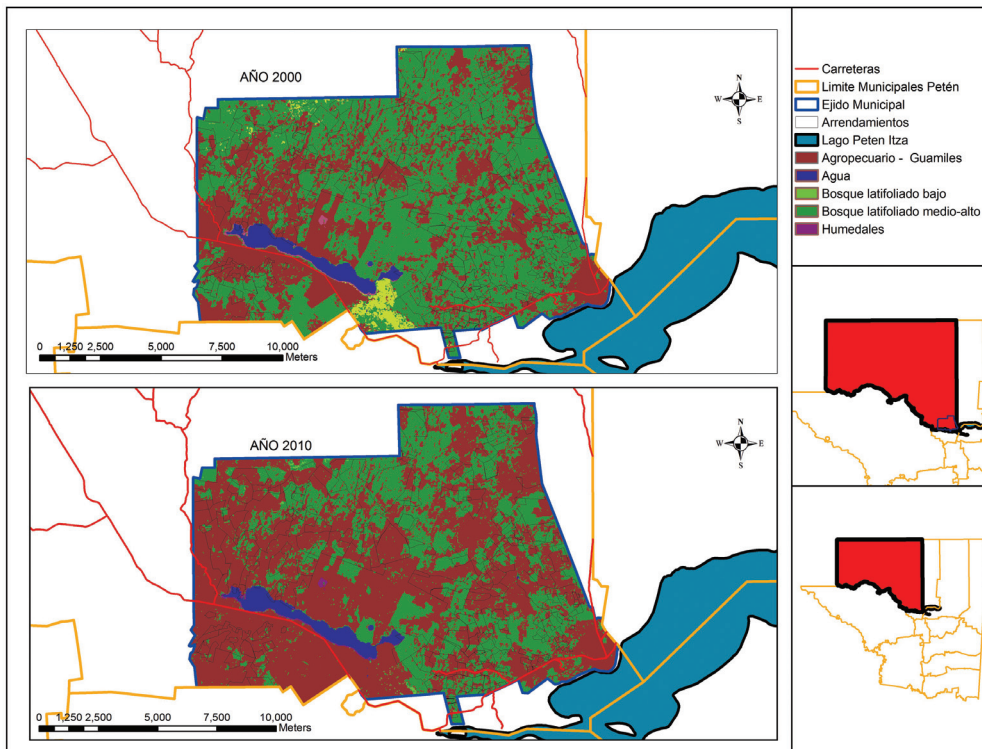 AÑO 2000
N
W E
S
0 1,250 2,500 5,000 7,500 10,000
Meters
AÑO 2010
N
W E
S
0 1,250 2,500 5,000 7,500 10,000
Meters
Carreteras
Limite Municipales Petén
Ejido Municipal
Arrendamientos
Lago Peten Itza
Agropecuario - Guamiles
Agua
Bosque latifoliado bajo
Bosque latifoliado medio-alto
Humedales